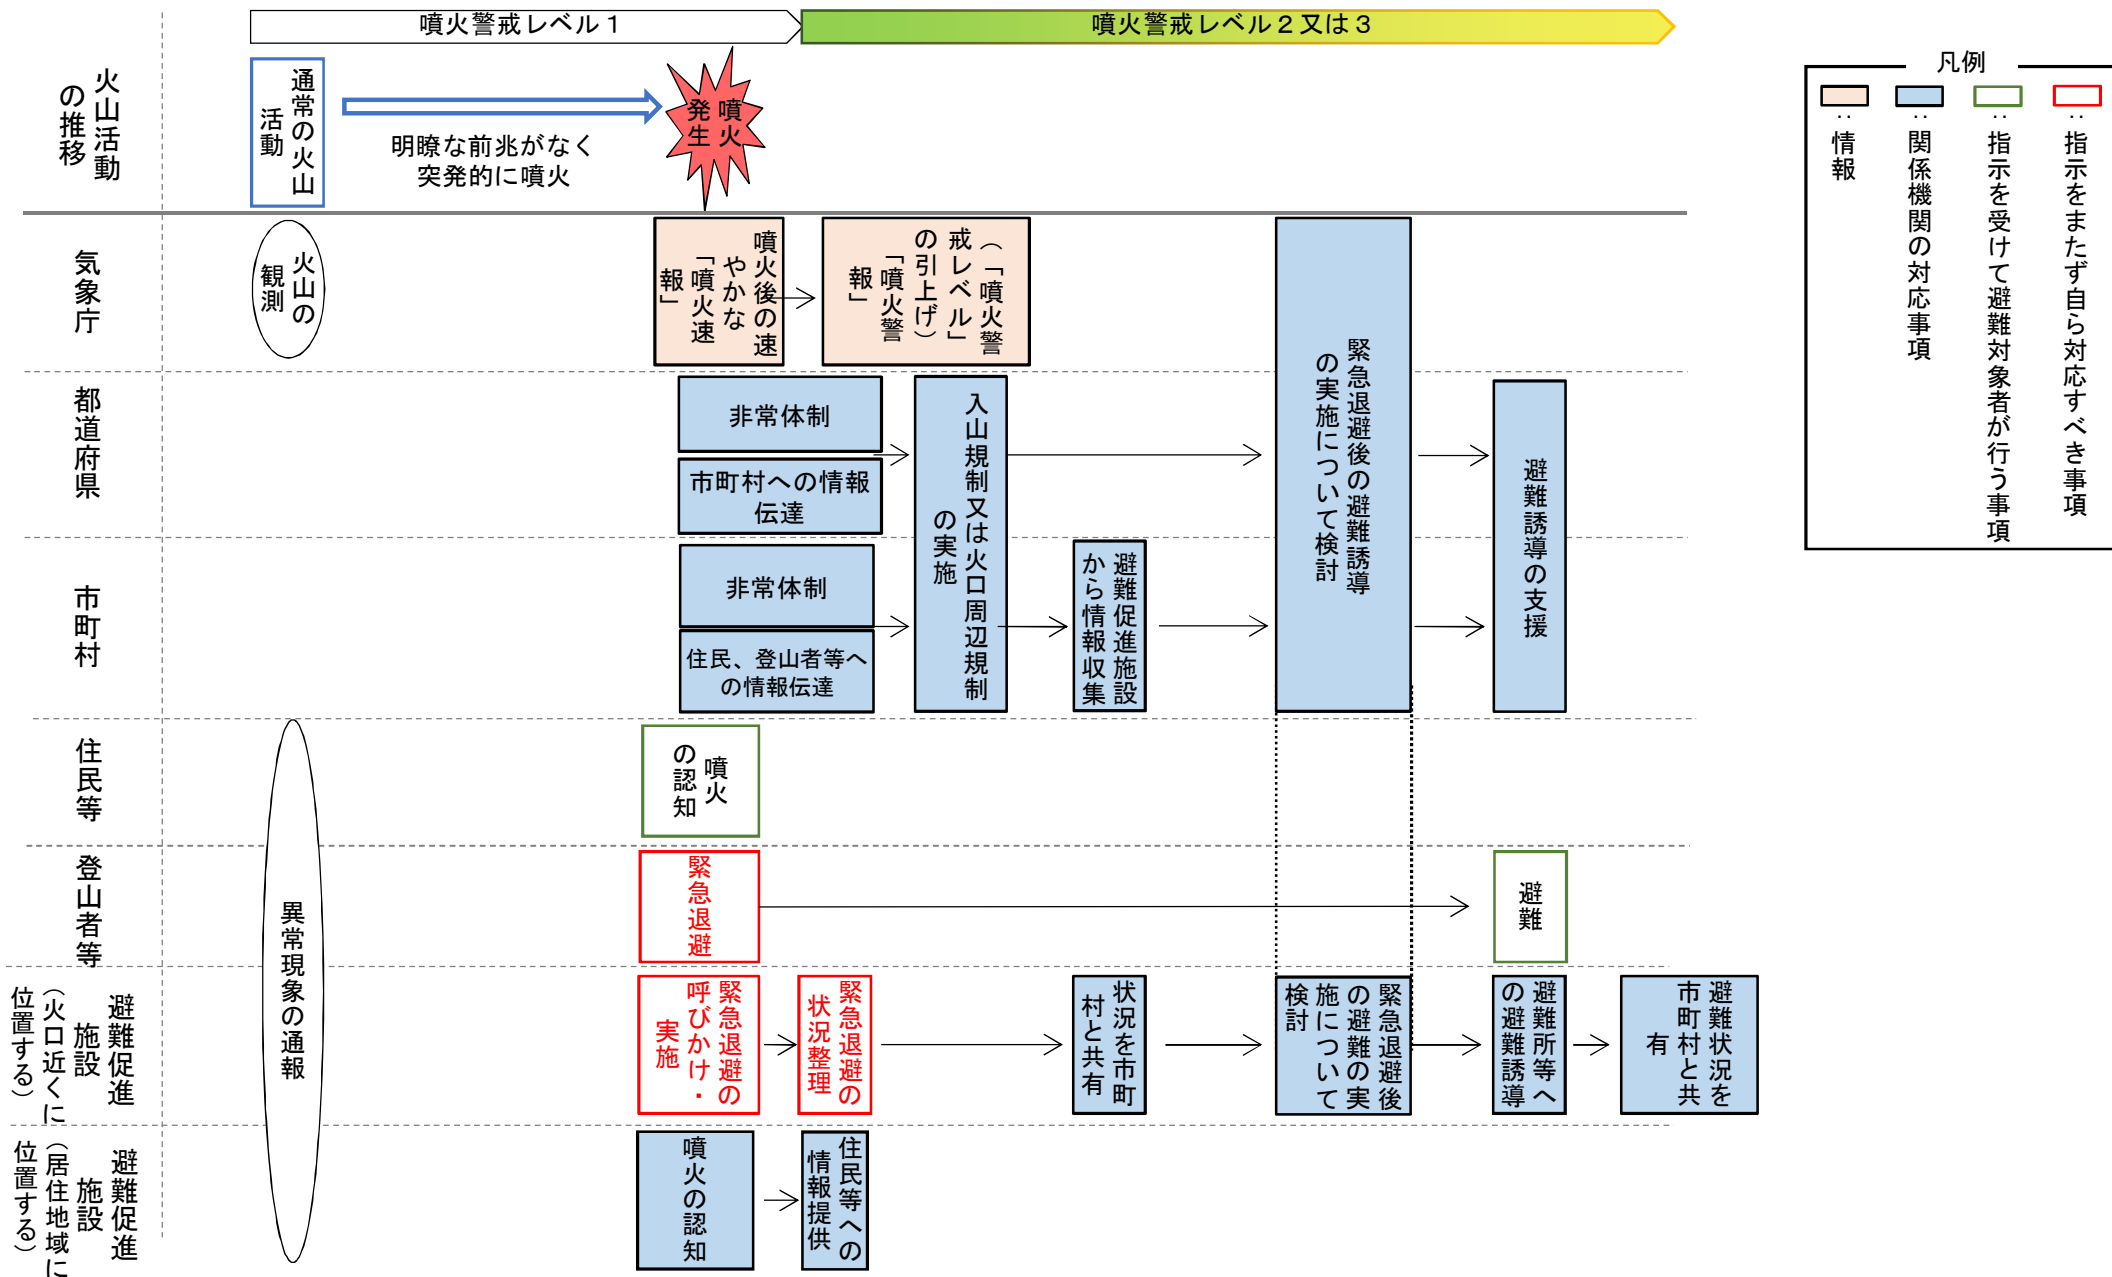 噴火警戒レベル１
噴火警戒レベル２又は３
火山活動
の推移
通常の火山
活動
明瞭な前兆がなく
突発的に噴火
噴火
発生
凡例
：情報
：関係機関の対応事項
：指示を受けて避難対象者が行う事項
：指示をまたず自ら対応すべき事項
気象庁
火山の
観測
噴火後の速
やかな
「噴火速
報」
（「噴火警
戒レベル」
の引上げ）
「噴火警
報」
緊急退避後の避難誘導
の実施について検討
都道府県
非常体制
市町村への情報
伝達
入山規制又は火口周辺規制
の実施
避難誘導の支援
市町村
非常体制
住民、登山者等へ
の情報伝達
避難促進施設
から情報収集
住民等
異常現象の通報
噴火
の認知
登山者等
緊急退避
避難
避難促進
施設
（火口近くに
位置する）
緊急退避の
呼びかけ・
実施
緊急退避の
状況整理
状況を市町
村と共有
緊急退避後
の避難の実
施について
検討
避難所等へ
の避難誘導
避難状況を
市町村と共
有
避難促進
施設
（居住地域に
位置する）
噴火の認知
住民等への
情報提供